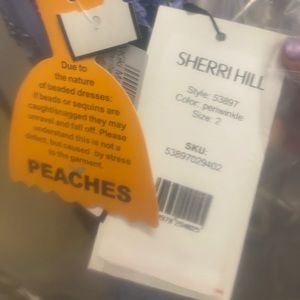 Due to
the nature
of beaded dresses:
If beads or sequins are
caught/snagged they may
unravel and fall off. Please
understand this is not a
defect, but caused by stress
to the garment.
PEACHES
SHERRI HILL
Style: 53897
Color: periwinkle
Size: 2
SKU:
53897029402